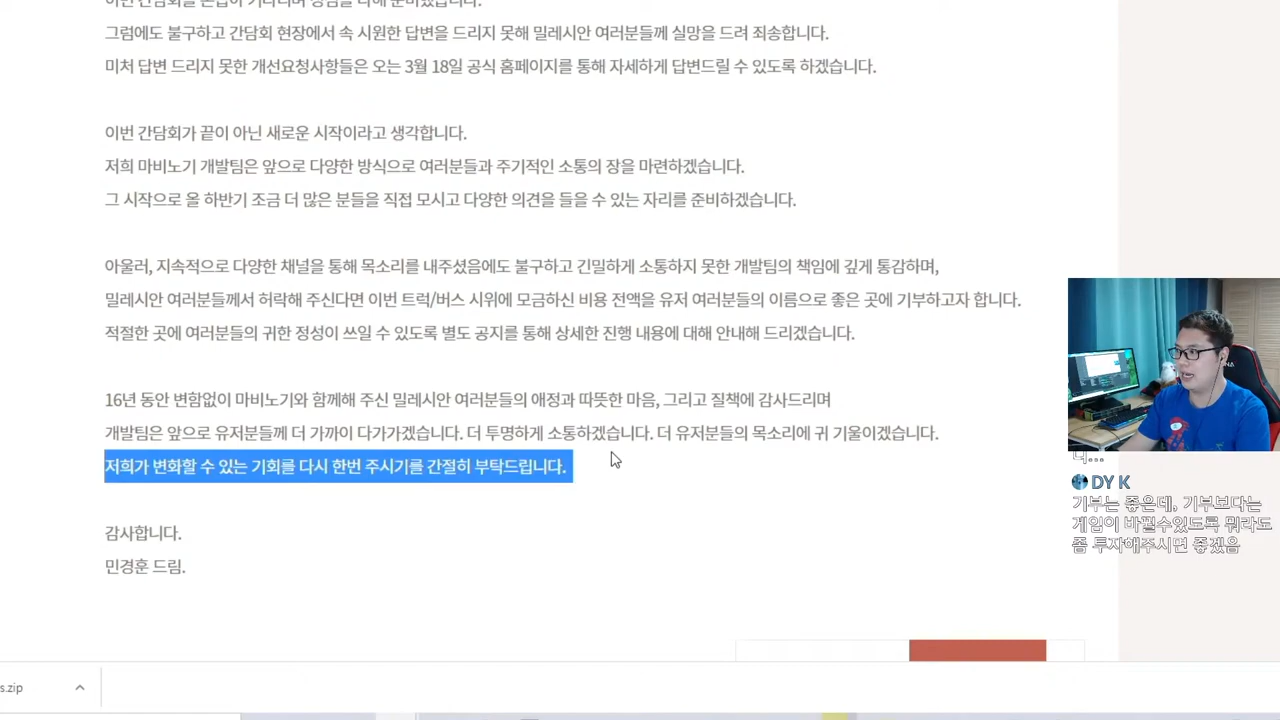 그럼에도 불구하고 간담회 현장에서 속 시원한 답변을 드리지 못해 밀레시안 여러분들께 실망을 드려 죄송합니다.
미처 답변 드리지 못한 개선요청사항들은 오는 3월 18일 공식 홈페이지를 통해 자세하게 답변드릴 수 있도록 하겠습니다.
이번 간담회가 끝이 아닌 새로운 시작이라고 생각합니다.
저희 마비노기 개발팀은 앞으로 다양한 방식으로 여러분들과 주기적인 소통의 장을 마련하겠습니다.
그 시작으로 올 하반기 조금 더 많은 분들을 직접 모시고 다양한 의견을 들을 수 있는 자리를 준비하겠습니다.
아울러, 지속적으로 다양한 채널을 통해 목소리를 내주셨음에도 불구하고 긴밀하게 소통하지 못한 개발팀의 책임에 깊게 통감하며,
밀레시안 여러분들께서 허락해 주신다면 이번 트럭/버스 시위에 모금하신 비용 전액을 유저 여러분들의 이름으로 좋은 곳에 기부하고자 합니다.
적절한 곳에 여러분들의 귀한 정성이 쓰일 수 있도록 별도 공지를 통해 상세한 진행 내용에 대해 안내해 드리겠습니다.
16년 동안 변함없이 마비노기와 함께해 주신 밀레시안 여러분들의 애정과 따뜻한 마음, 그리고 질책에 감사드리며
개발팀은 앞으로 유저분들께 더 가까이 다가가겠습니다. 더 투명하게 소통하겠습니다. 더 유저분들의 목소리에 귀 기울이겠습니다.
저희가 변화할 수 있는 기회를 다시 한번 주시기를 간절히 부탁드립니다.
감사합니다.
민경훈 드림.
DY K
기부는 좋은데, 기부보다는
게임이 바뀔수있도록 뭐라도
좀 투자해주시면 좋겠음
s.zip